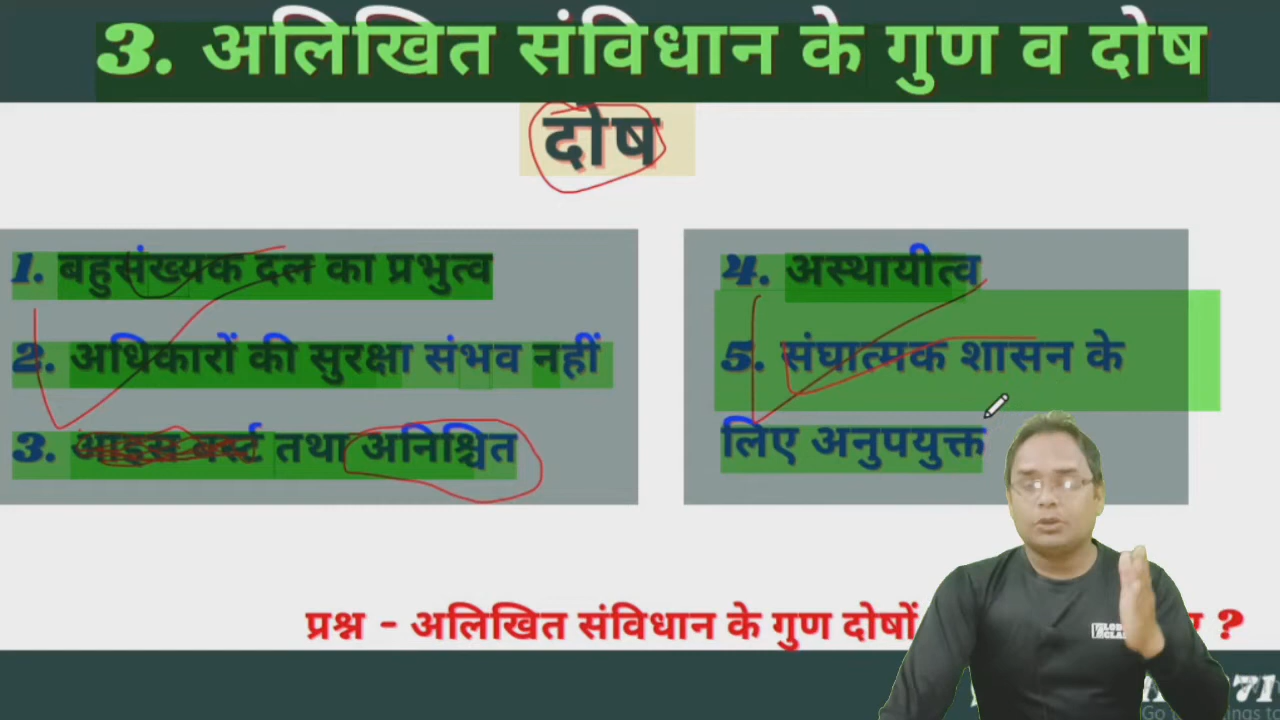 3. अलिखित संविधान के गुण व दोष
दोष
1. बहुसंख्यक दल का प्रभुत्व
2. अधिकारों की सुरक्षा संभव नहीं
3. तथा अनिश्चित
4. अस्थायीत्व
5. संघात्मक शासन के
लिए अनुपयुक्त
प्रश्न - अलिखित संविधान के गुण दोषों ?
71